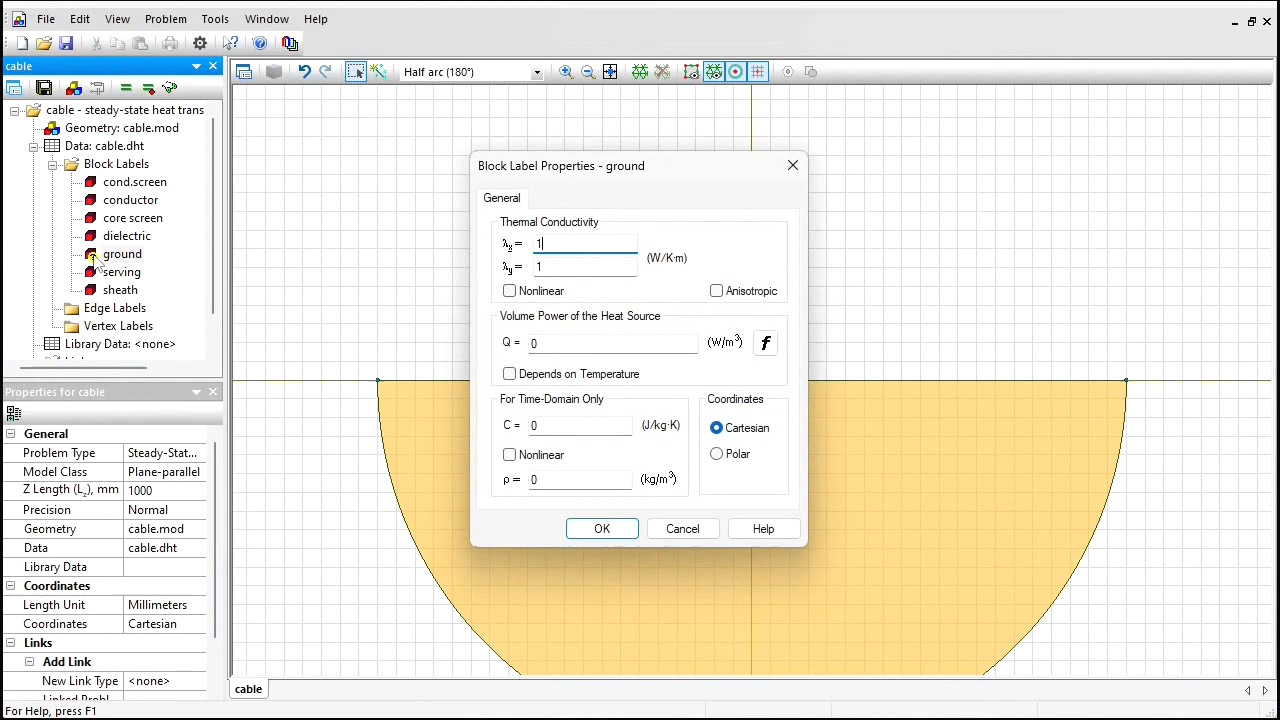 File Edit View Problem Tools Window Help
cable
Half arc (180°)
cable - steady-state heat trans
Geometry: cable.mod
Data: cable.dht
Block Labels
cond.screen
conductor
core screen
dielectric
ground
serving
sheath
Edge Labels
Vertex Labels
Library Data: <none>
Properties for cable
General
Problem Type Steady-Stat...
Model Class Plane-parallel
Z Length (Lz), mm 1000
Precision Normal
Geometry cable.mod
Data cable.dht
Library Data
Coordinates
Length Unit Millimeters
Coordinates Cartesian
Links
Add Link
New Link Type <none>
Block Label Properties - ground
General
Thermal Conductivity
λx = 1
λy = 1
(W/K·m)
Nonlinear Anisotropic
Volume Power of the Heat Source
Q = 0 (W/m³) f
Depends on Temperature
For Time-Domain Only
C = 0 (J/kg·K)
Nonlinear
ρ = 0 (kg/m³)
Coordinates
Cartesian
Polar
OK Cancel Help
cable
For Help, press F1